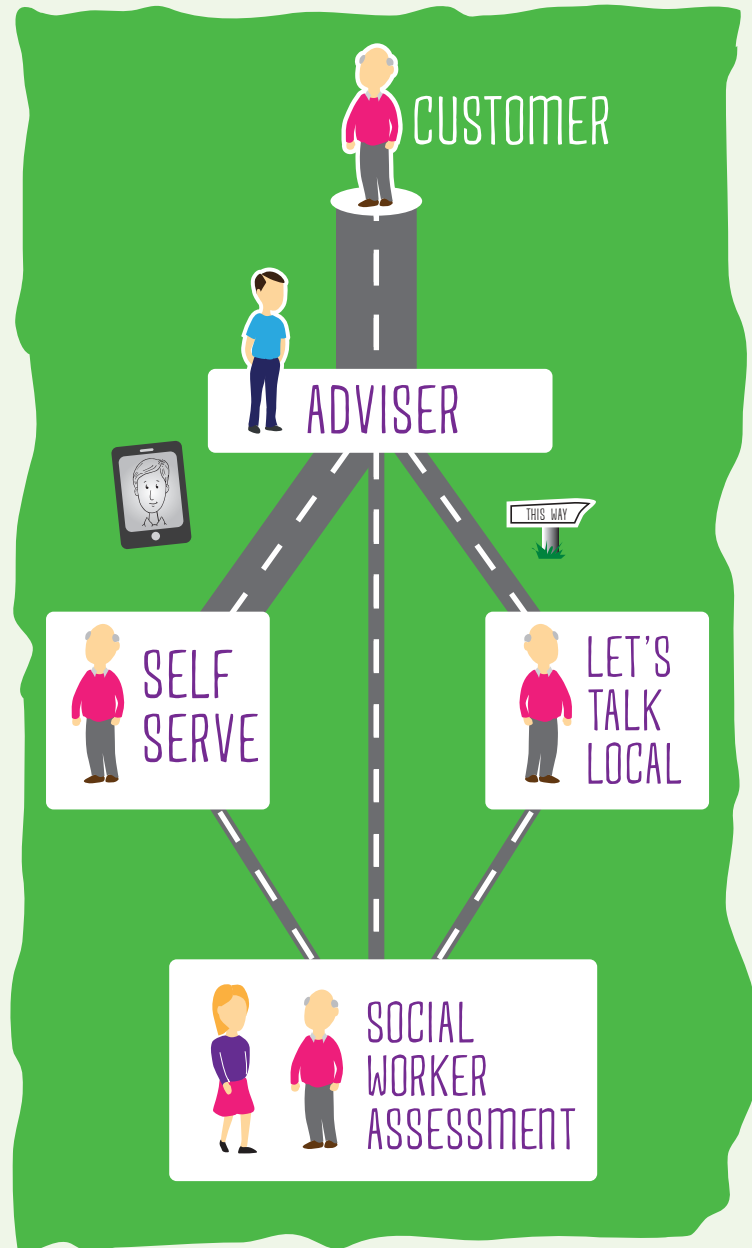 CUSTOMER
ADVISER
THIS WAY
SELF
SERVE
LET'S
TALK
LOCAL
SOCIAL
WORKER
ASSESSMENT